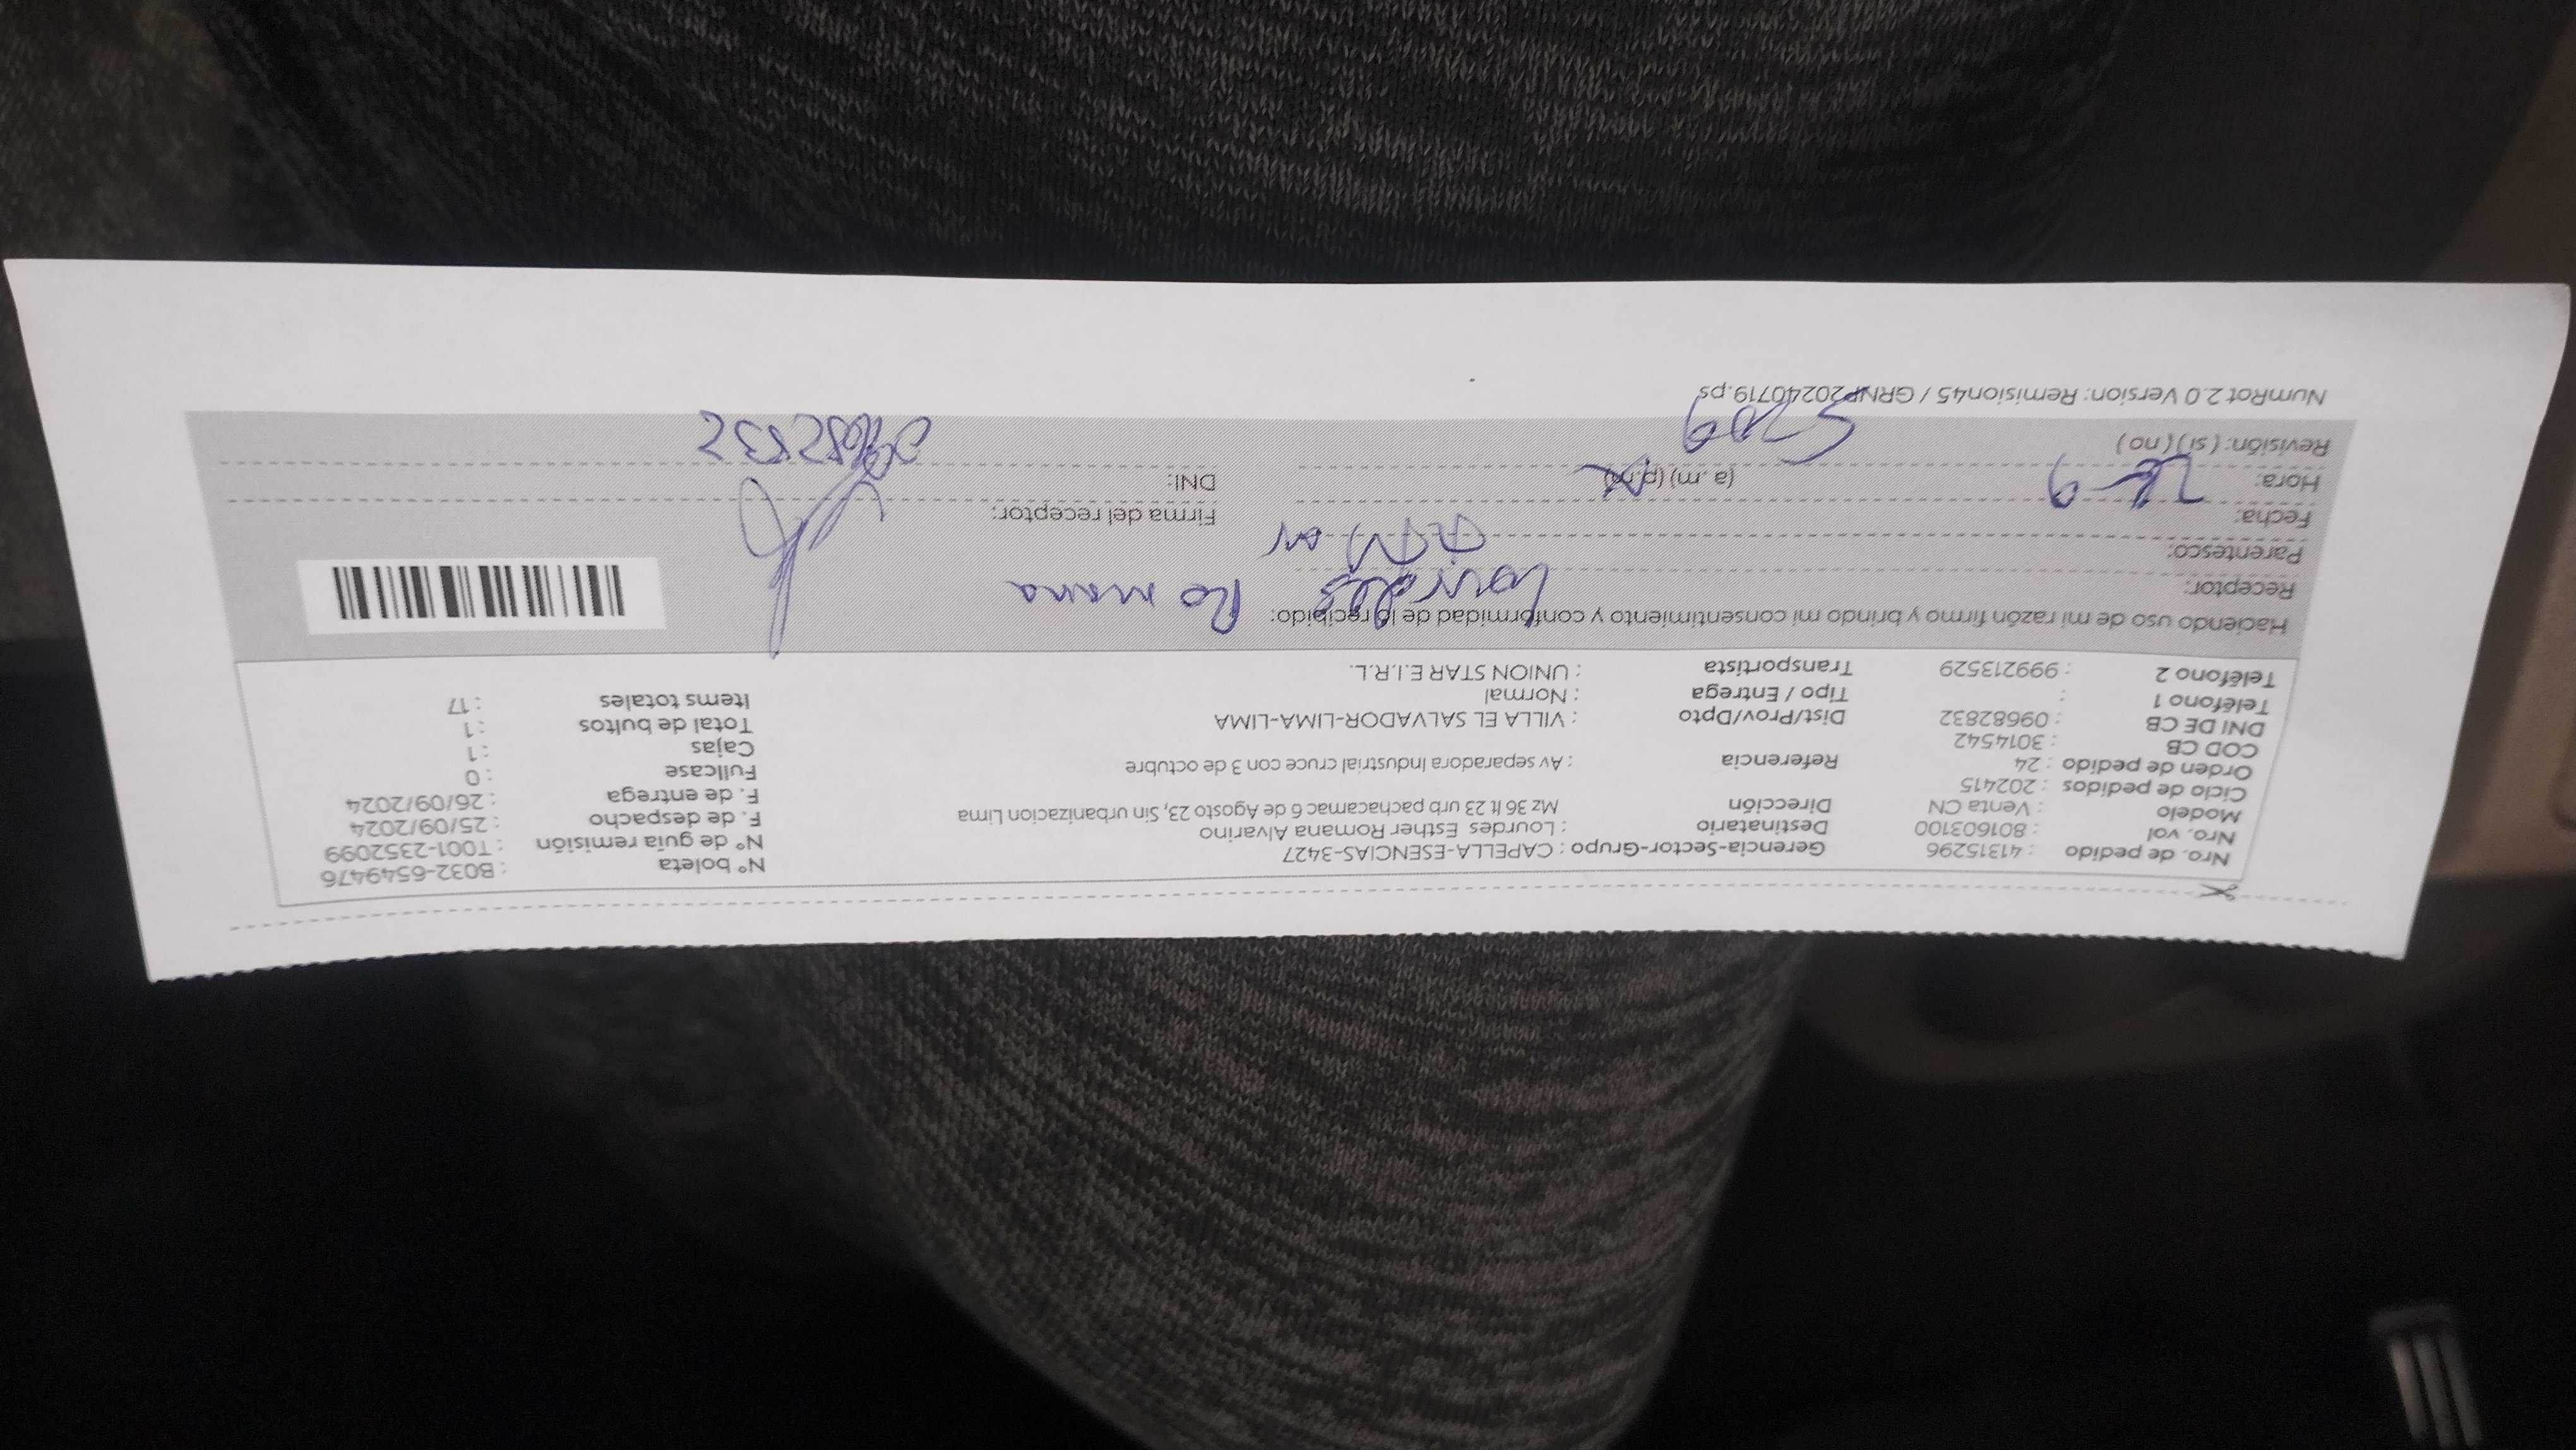 Nro. de pedido : 41315296 Gerencia-Sector-Grupo : CAPELLA-ESENCIAS-3427 N° boleta : B032-6549476
Nro. vol : 801603100 Destinatario : Lourdes Esther Romana Alvarino N° de guía remisión : T001-2352099
Modelo : Venta CN Dirección Mz 36 lt 23 urb pachacamac 6 de Agosto 23, Sin urbanizacion Lima F. de despacho : 25/09/2024
Ciclo de pedidos : 202415 F. de entrega : 26/09/2024
Orden de pedido : 24 Referencia : Av separadora Industrial cruce con 3 de octubre Fullcase : 0
COD CB : 3014542 Cajas : 1
DNI DE CB : 09682832 Dist/Prov/Dpto : VILLA EL SALVADOR-LIMA-LIMA Total de bultos : 1
Teléfono 1 : Tipo / Entrega : Normal Items totales : 17
Teléfono 2 : 999213529 Transportista : UNION STAR E.I.R.L.
Haciendo uso de mi razón firmo y brindo mi consentimiento y conformidad de lo recibido:
Receptor: Lourdes Romana
Parentesco:
Fecha: Firma del receptor:
Hora: (a. m) (p.m) DNI: 09682832
Revisión: ( si ) ( no )
NumRot 2.0 Version: Remision45 / GRNP20240719.ps